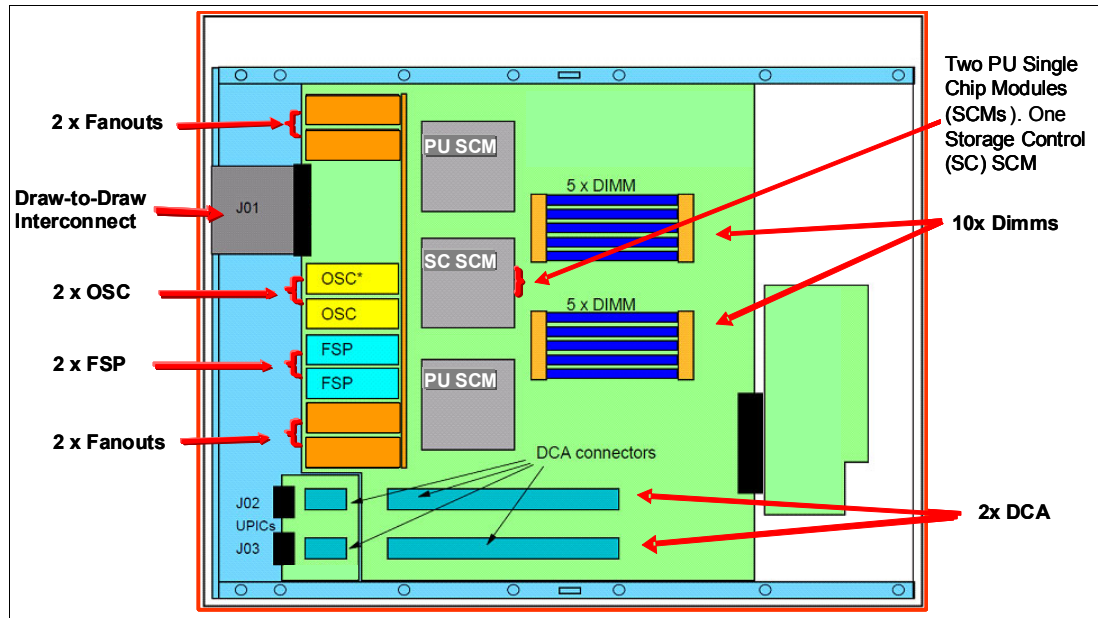 Two PU Single
Chip Modules
(SCMs). One
Storage Control
(SC) SCM
2 x Fanouts
PU SCM
Draw-to-Draw
Interconnect
J01
5 x DIMM
10x Dimms
SC SCM
2 x OSC
OSC*
OSC
5 x DIMM
2 x FSP
FSP
FSP
PU SCM
2 x Fanouts
DCA connectors
J02
UPICs
J03
2x DCA